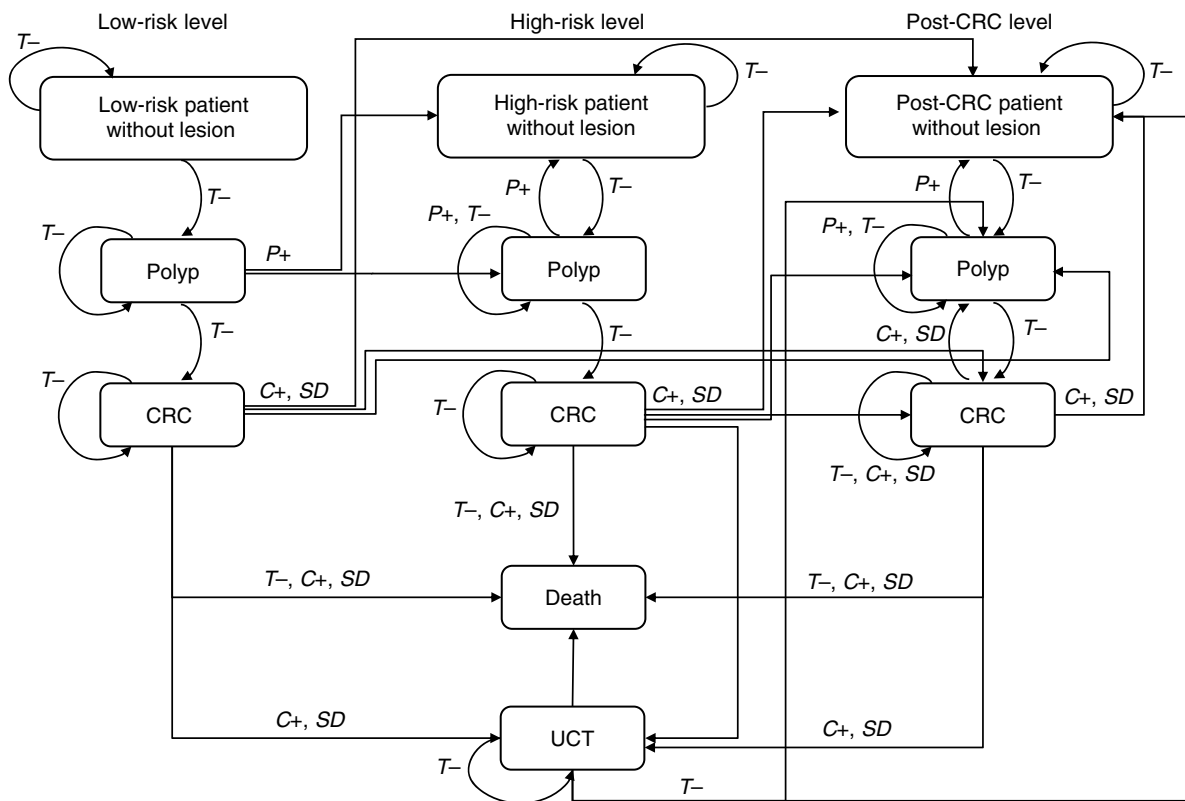 Low-risk level
High-risk level
Post-CRC level
T–
T–
T–
Low-risk patient
without lesion
High-risk patient
without lesion
Post-CRC patient
without lesion
T–
P+
T–
P+
T–
T–
P+, T–
P+, T–
P+
Polyp
Polyp
Polyp
T–
T–
C+, SD
T–
T–
C+, SD
T–
C+, SD
C+, SD
CRC
CRC
CRC
T–, C+, SD
T–, C+, SD
T–, C+, SD
T–, C+, SD
Death
C+, SD
C+, SD
UCT
T–
T–